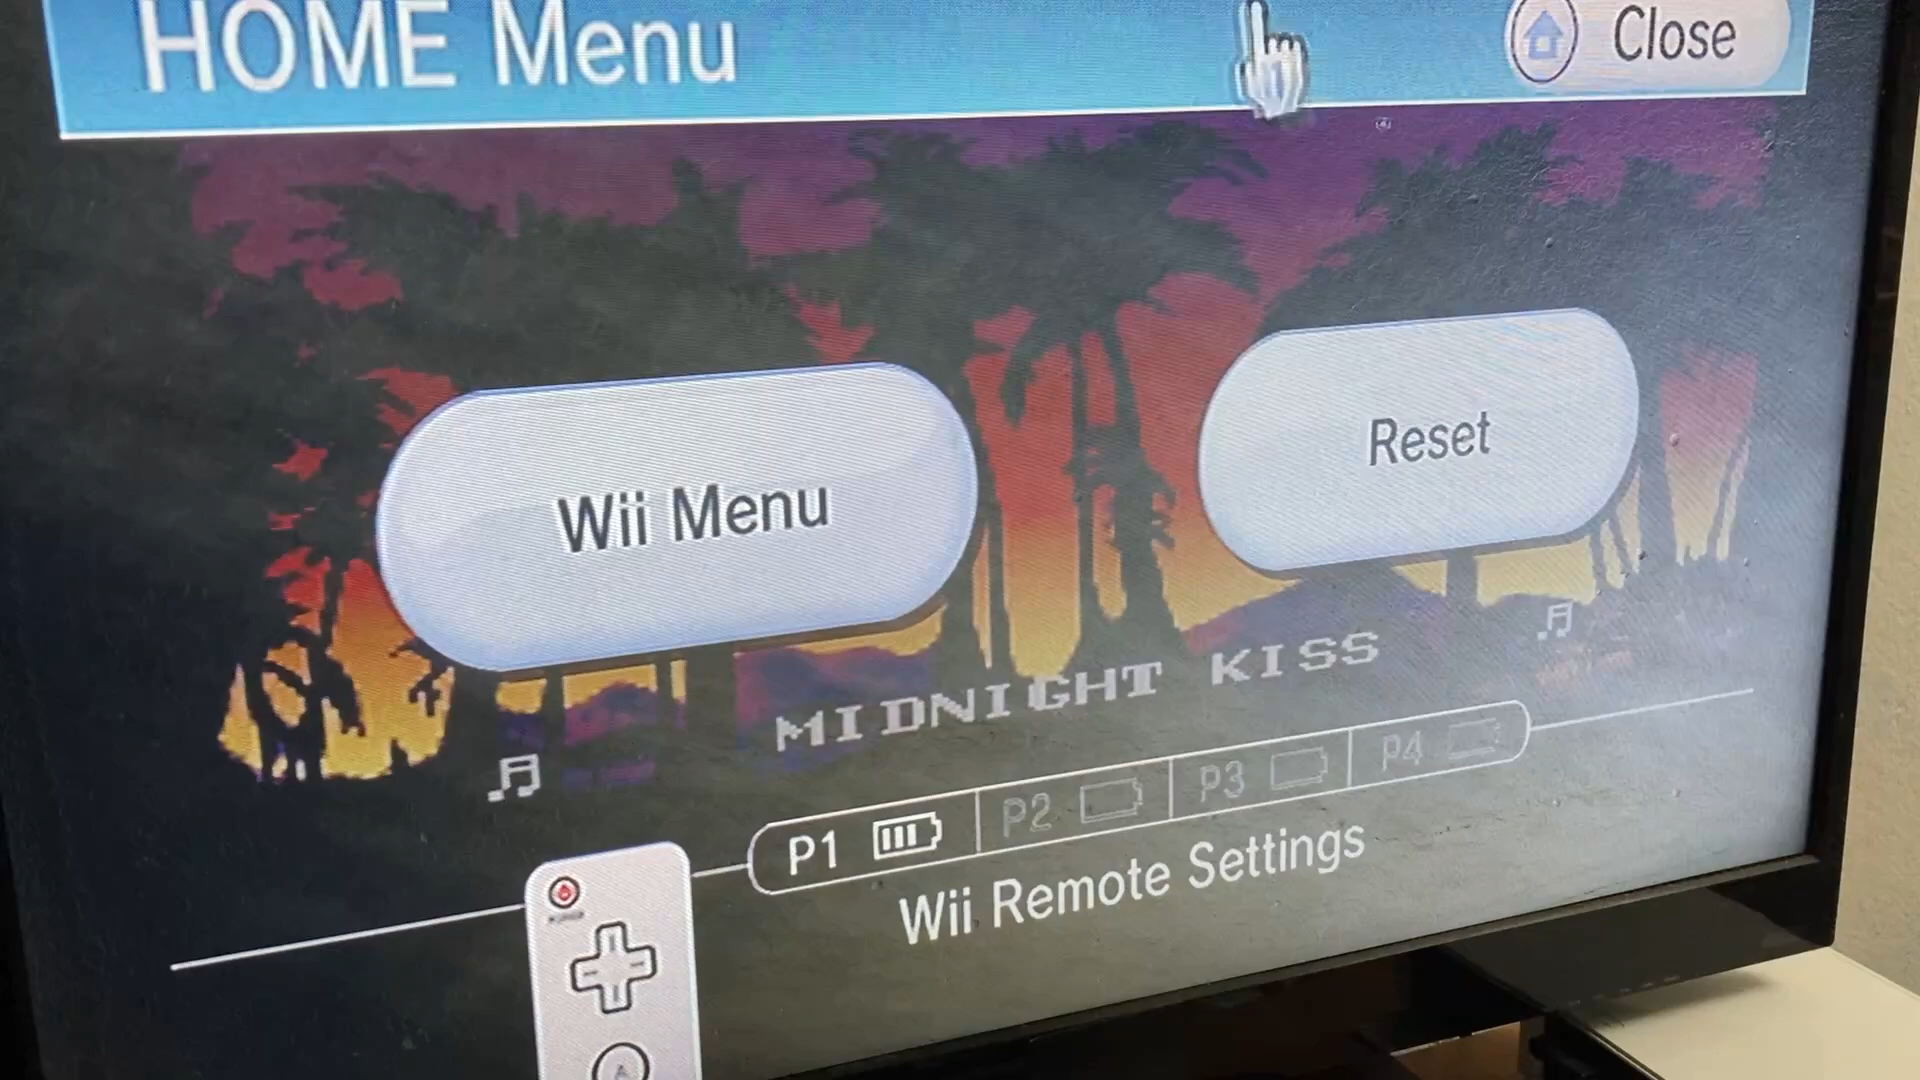 HOME Menu
Close
Wii Menu
Reset
MIDNIGHT KISS
P1
P2
P3
P4
Wii Remote Settings